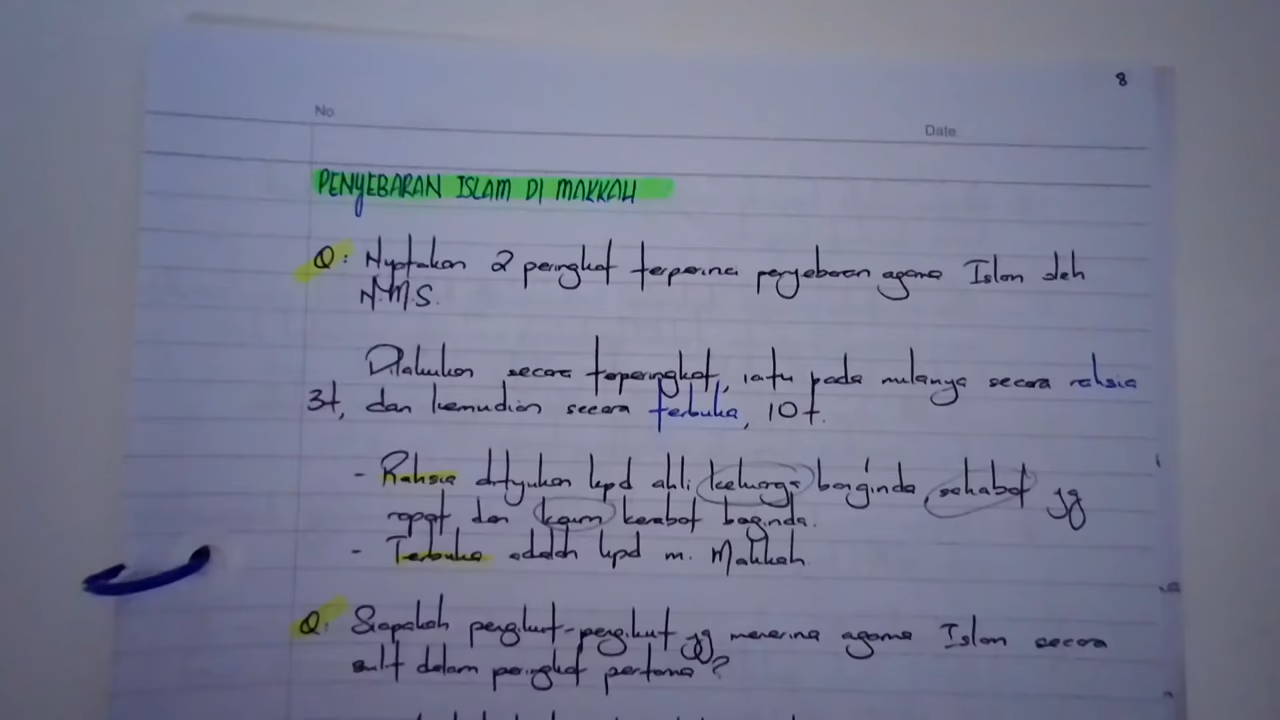 8
No
Date
PENYEBARAN ISLAM DI MAKKAH
Q: Nyatakan 2 peringkat terperinci penyebaran agama Islam oleh
N.M.S.
Dilakukan secara berperingkat, iaitu pada mulanya secara rahsia
3t, dan kemudian secara terbuka, 10t.
- Rahsia ditujukan kpd ahli keluarga baginda, sahabat yg
rapat, dan kaum kerabat baginda.
- Terbuka adalah kpd m. Makkah
Q: Siapakah pengikut-pengikut yg menerima agama Islam secara
sulit dalam peringkat pertama?